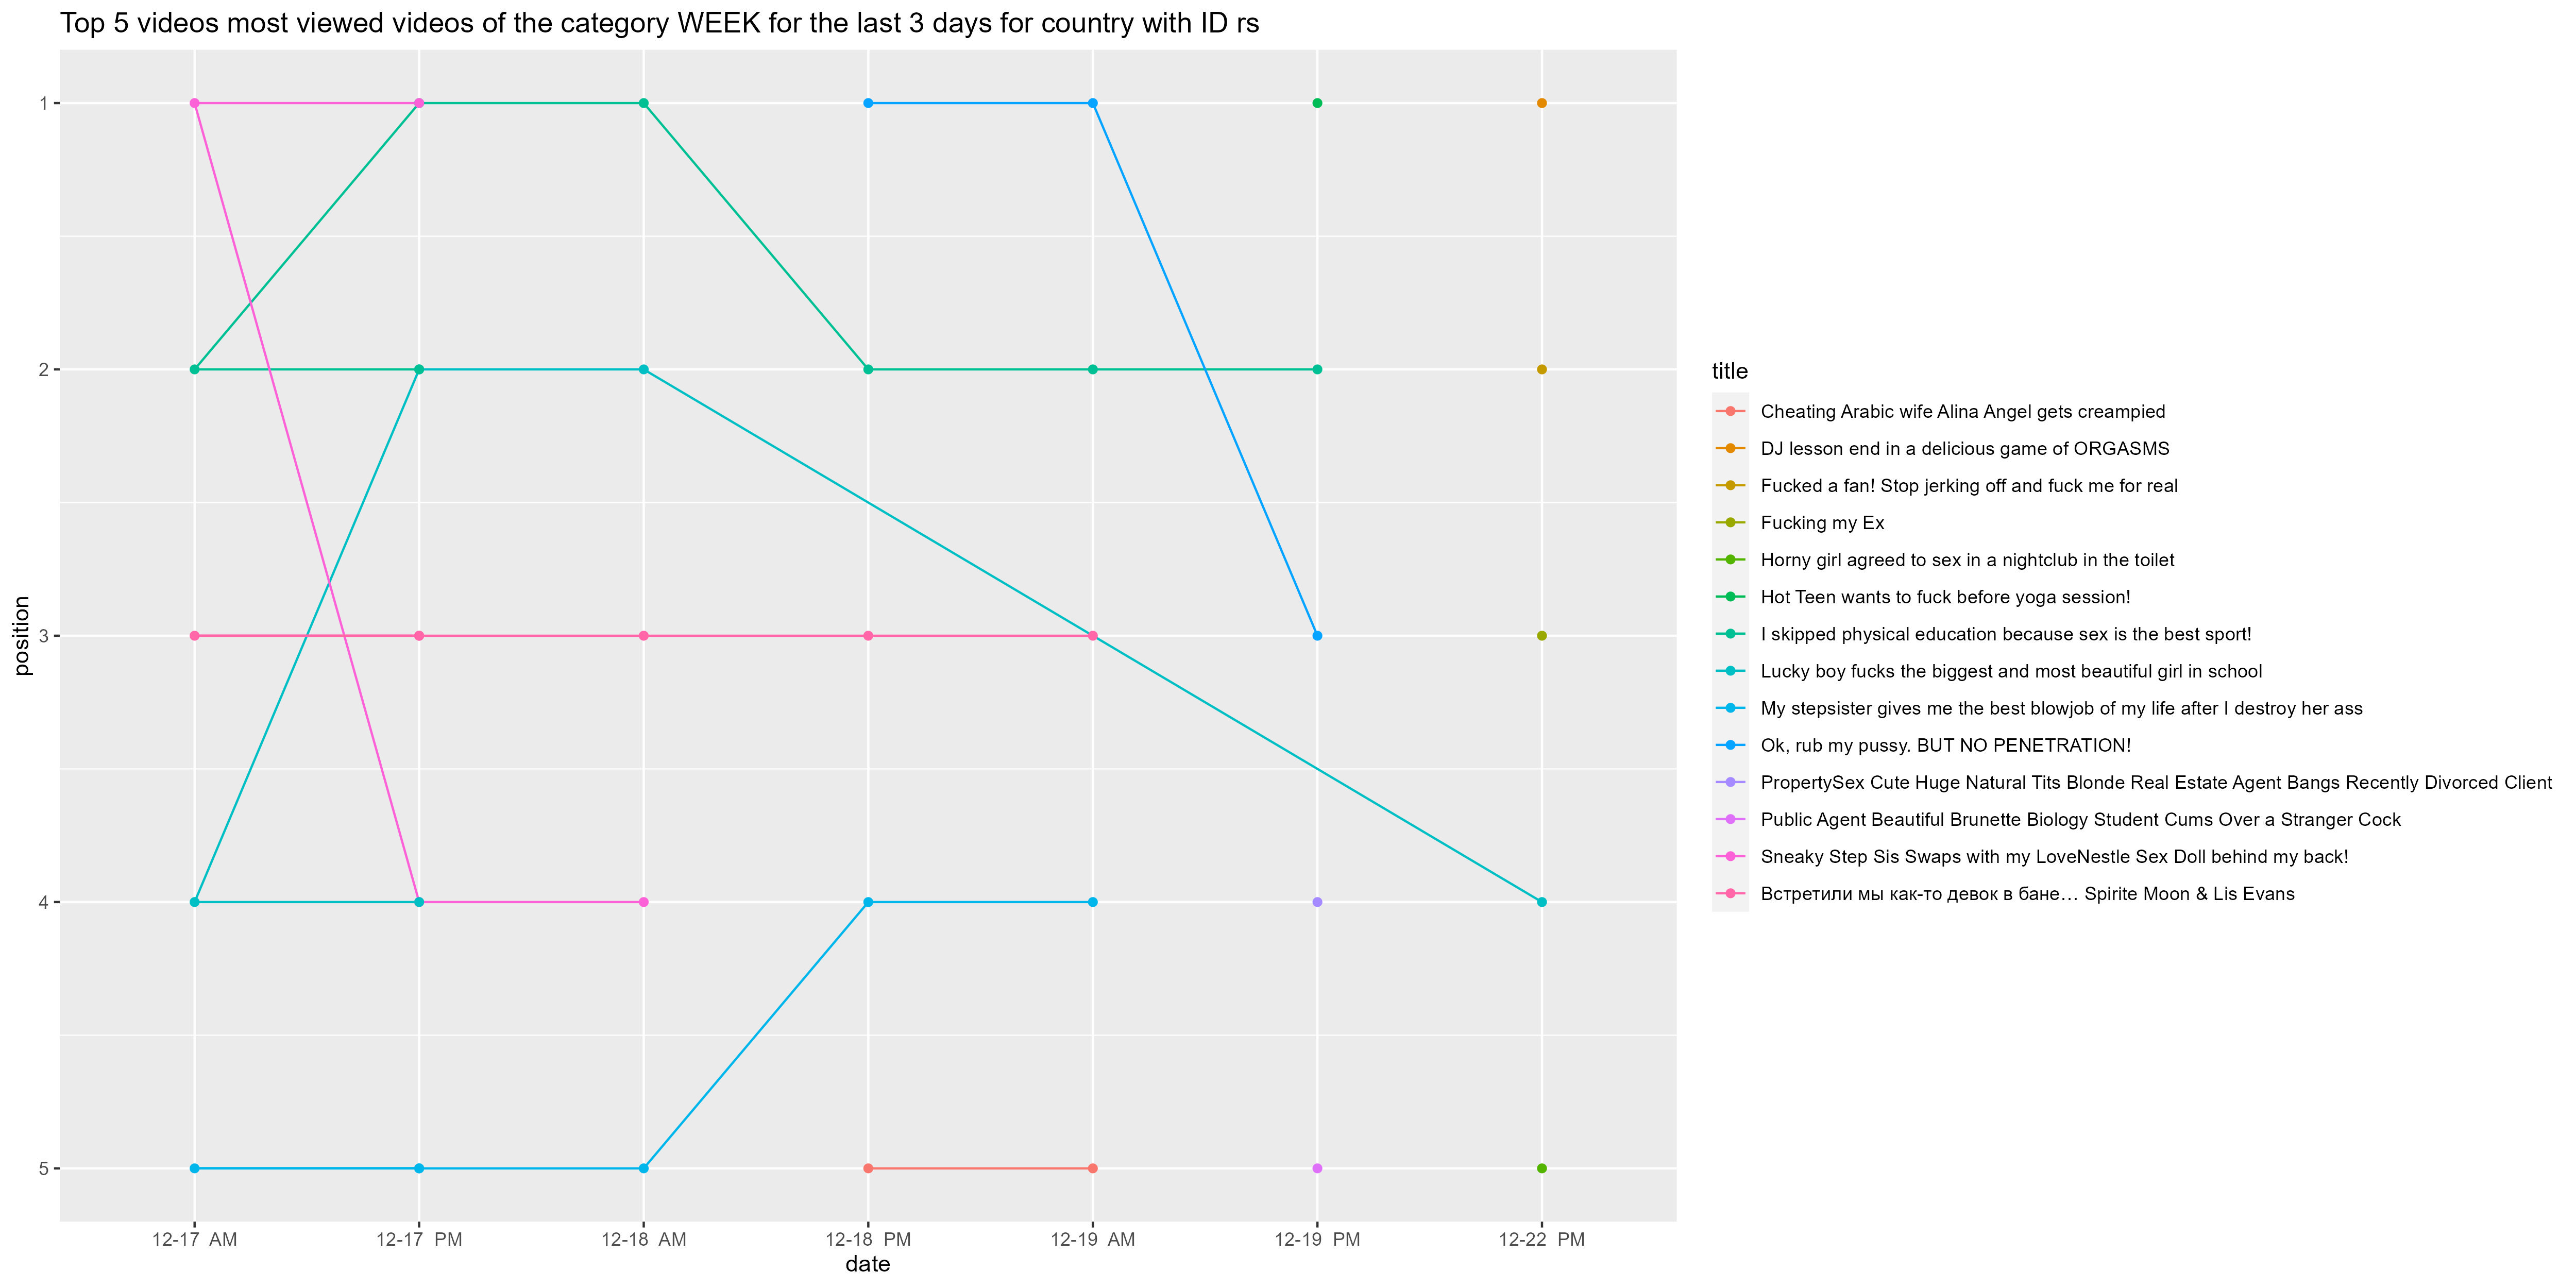 Top 5 videos most viewed videos of the category WEEK for the last 3 days for country with ID rs
position
1
2
3
4
5
12-17 AM
12-17 PM
12-18 AM
12-18 PM
12-19 AM
12-19 PM
12-22 PM
date
title
Cheating Arabic wife Alina Angel gets creampied
DJ lesson end in a delicious game of ORGASMS
Fucked a fan! Stop jerking off and fuck me for real
Fucking my Ex
Horny girl agreed to sex in a nightclub in the toilet
Hot Teen wants to fuck before yoga session!
I skipped physical education because sex is the best sport!
Lucky boy fucks the biggest and most beautiful girl in school
My stepsister gives me the best blowjob of my life after I destroy her ass
Ok, rub my pussy. BUT NO PENETRATION!
PropertySex Cute Huge Natural Tits Blonde Real Estate Agent Bangs Recently Divorced Client
Public Agent Beautiful Brunette Biology Student Cums Over a Stranger Cock
Sneaky Step Sis Swaps with my LoveNestle Sex Doll behind my back!
Встретили мы как-то девок в бане… Spirite Moon & Lis Evans